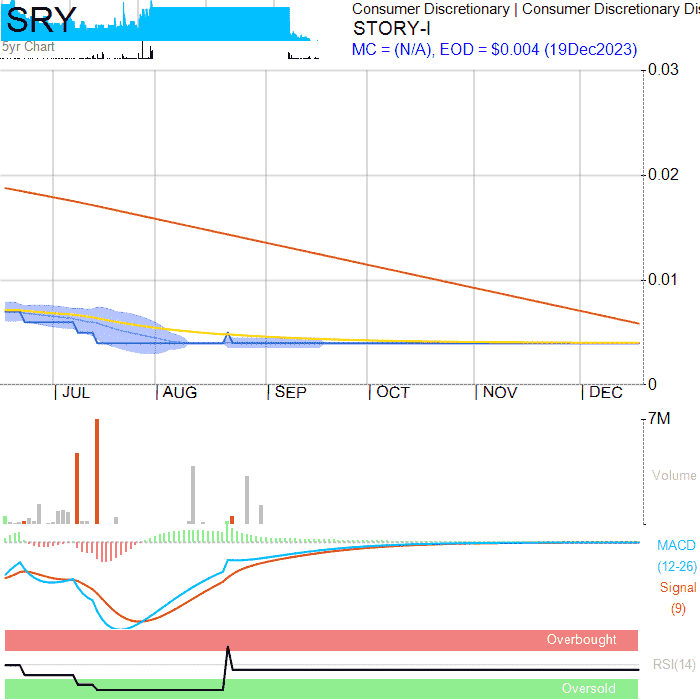 SRY
5yr Chart
Consumer Discretionary | Consumer Discretionary Dis
STORY-I
MC = (N/A), EOD = $0.004 (19Dec2023)
0.03
0.02
0.01
0
JUL
AUG
SEP
OCT
NOV
DEC
7M
Volume
MACD
(12-26)
Signal
(9)
Overbought
RSI(14)
Oversold